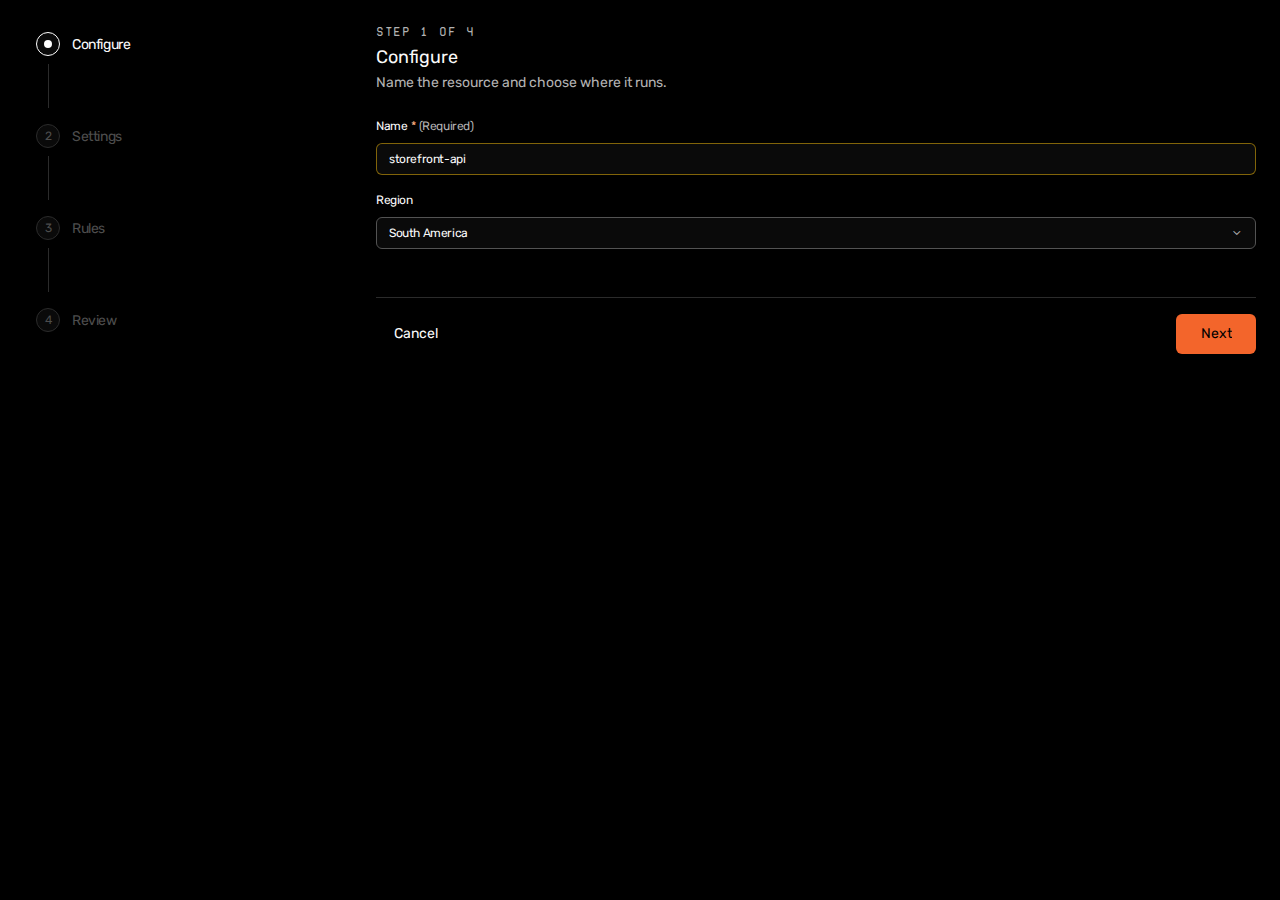 Configure
2 Settings
3 Rules
4 Review
STEP 1 OF 4
Configure
Name the resource and choose where it runs.
Name * (Required)
storefront-api
Region
South America
Cancel
Next